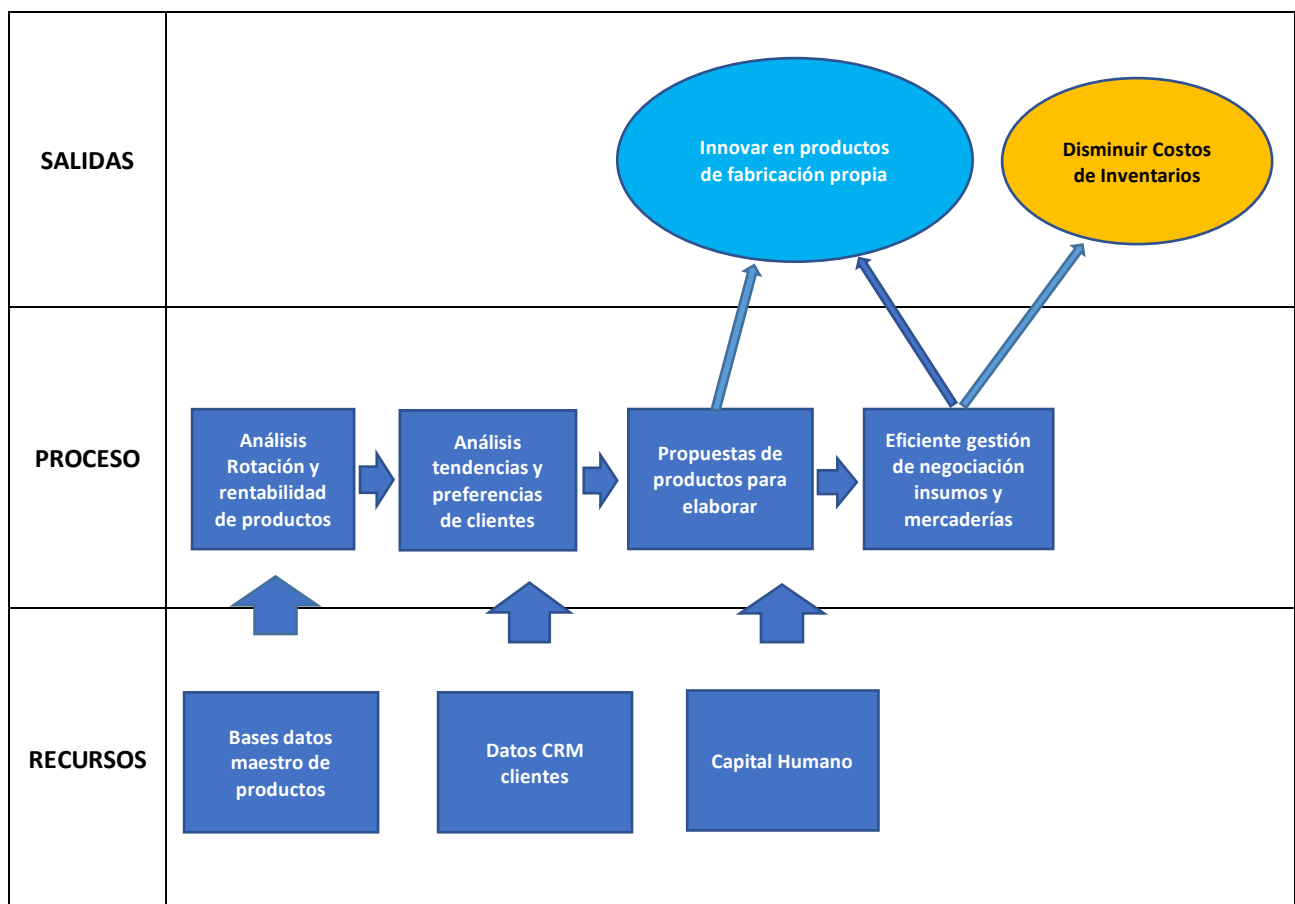 SALIDAS
Innovar en productos
de fabricación propia
Disminuir Costos
de Inventarios
PROCESO
Análisis
Rotación y
rentabilidad
de productos
Análisis
tendencias y
preferencias
de clientes
Propuestas de
productos para
elaborar
Eficiente gestión
de negociación
insumos y
mercaderías
RECURSOS
Bases datos
maestro de
productos
Datos CRM
clientes
Capital Humano